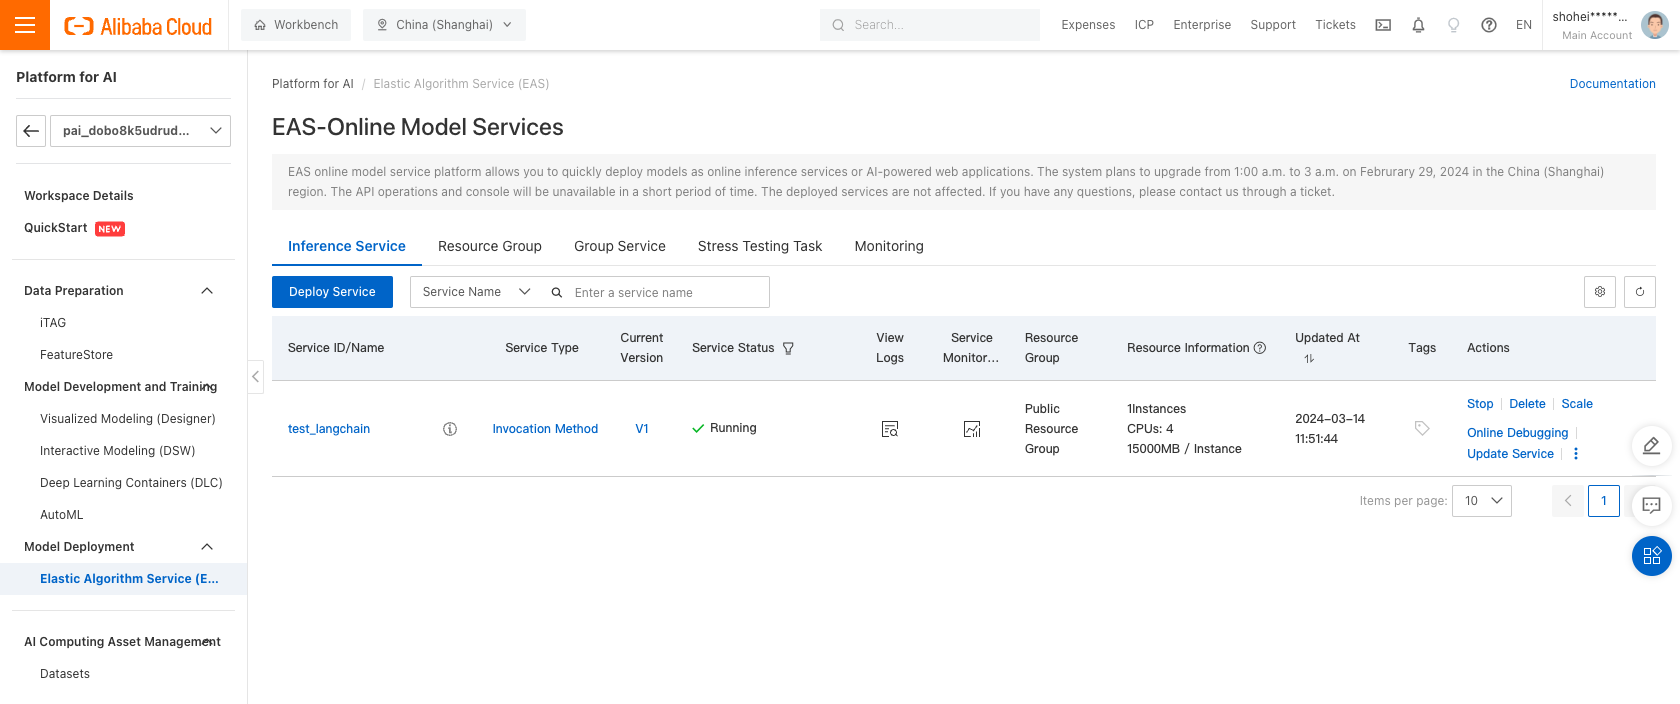 Alibaba Cloud
Workbench
China (Shanghai)
Search...
Expenses
ICP
Enterprise
Support
Tickets
EN
shohei*****...
Main Account
Platform for AI
pai_dobo8k5udrud...
Workspace Details
QuickStart NEW
Data Preparation
iTAG
FeatureStore
Model Development and Training
Visualized Modeling (Designer)
Interactive Modeling (DSW)
Deep Learning Containers (DLC)
AutoML
Model Deployment
Elastic Algorithm Service (E...
AI Computing Asset Management
Datasets
Platform for AI / Elastic Algorithm Service (EAS)
Documentation
EAS-Online Model Services
EAS online model service platform allows you to quickly deploy models as online inference services or AI-powered web applications. The system plans to upgrade from 1:00 a.m. to 3 a.m. on Februrary 29, 2024 in the China (Shanghai)
region. The API operations and console will be unavailable in a short period of time. The deployed services are not affected. If you have any questions, please contact us through a ticket.
Inference Service
Resource Group
Group Service
Stress Testing Task
Monitoring
Deploy Service
Service Name
Enter a service name
Service ID/Name
Service Type
Current
Version
Service Status
View
Logs
Service
Monitor...
Resource
Group
Resource Information
Updated At
Tags
Actions
test_langchain
Invocation Method
V1
Running
Public
Resource
Group
1Instances
CPUs: 4
15000MB / Instance
2024-03-14
11:51:44
Stop | Delete | Scale
Online Debugging |
Update Service |
Items per page:
10
1